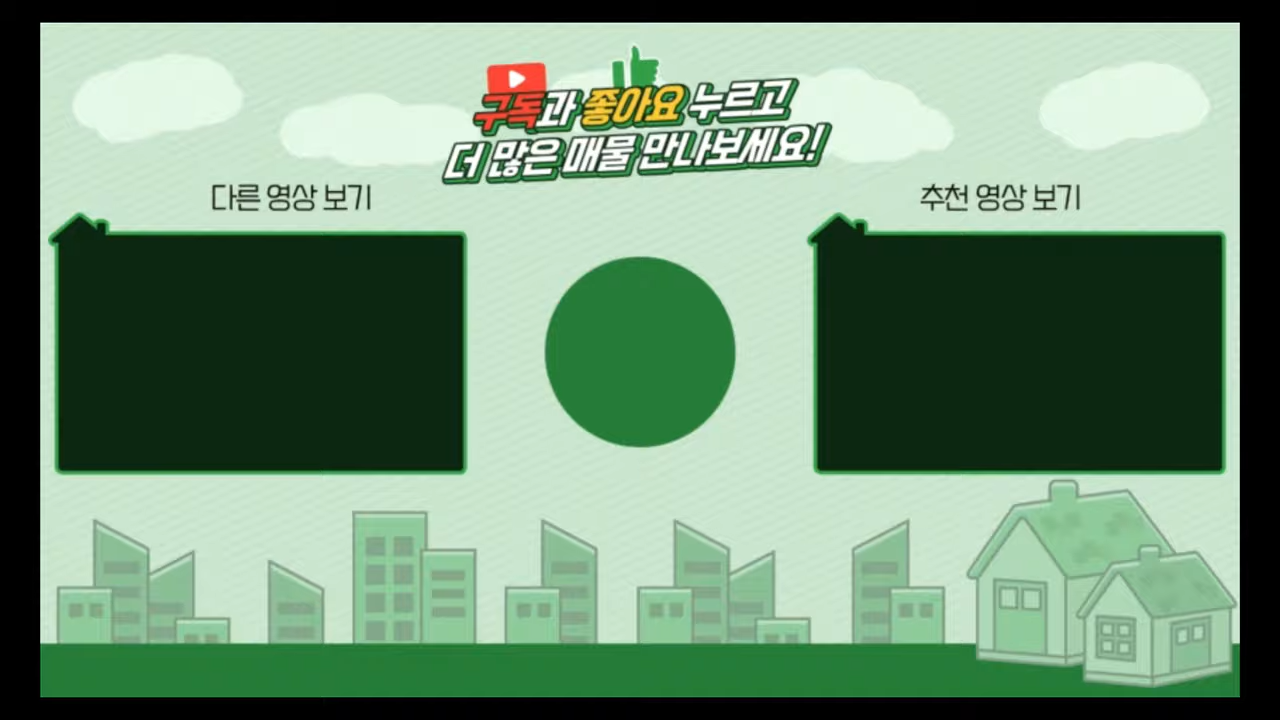 구독과 좋아요 누르고
더 많은 매물 만나보세요!
다른 영상 보기
추천 영상 보기